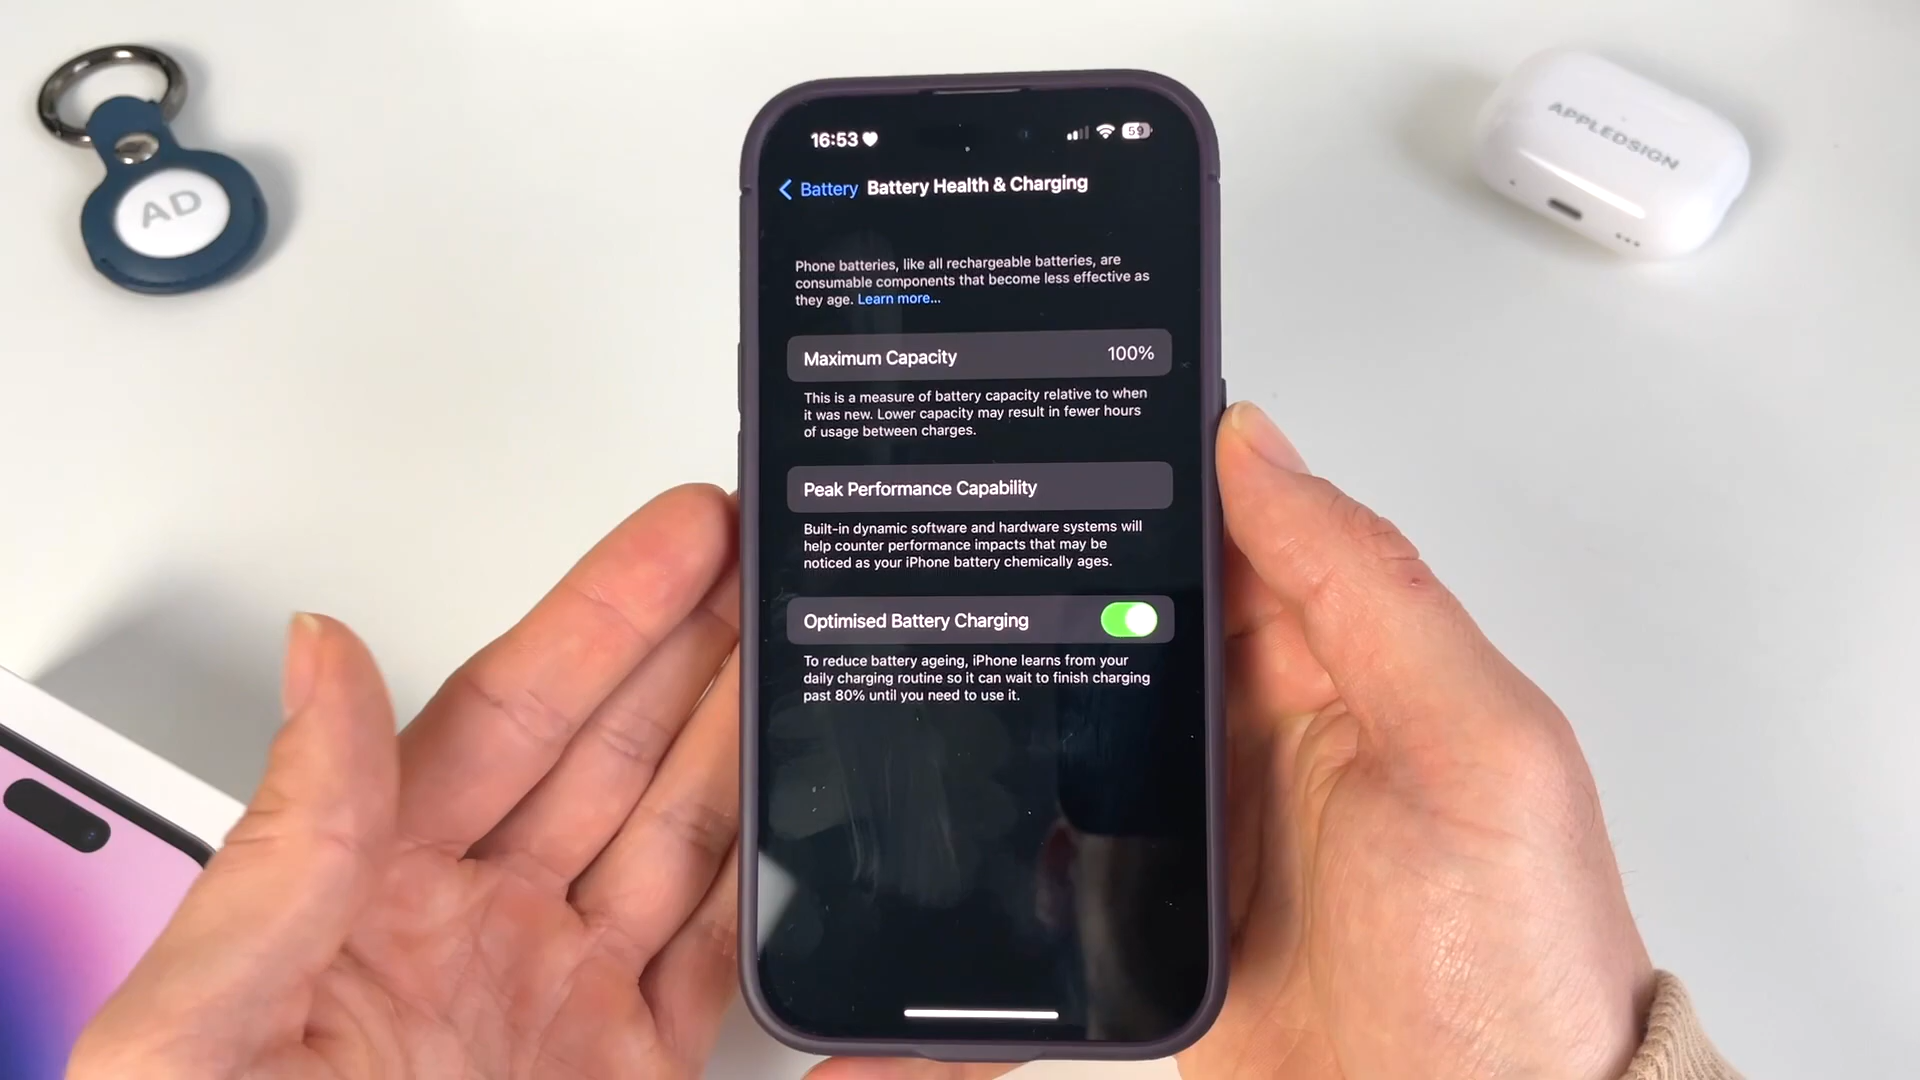 AD
APPLEDSIGN
16:53
59
Battery
Battery Health & Charging
Phone batteries, like all rechargeable batteries, are
consumable components that become less effective as
they age. Learn more...
Maximum Capacity
100%
This is a measure of battery capacity relative to when
it was new. Lower capacity may result in fewer hours
of usage between charges.
Peak Performance Capability
Built-in dynamic software and hardware systems will
help counter performance impacts that may be
noticed as your iPhone battery chemically ages.
Optimised Battery Charging
To reduce battery ageing, iPhone learns from your
daily charging routine so it can wait to finish charging
past 80% until you need to use it.